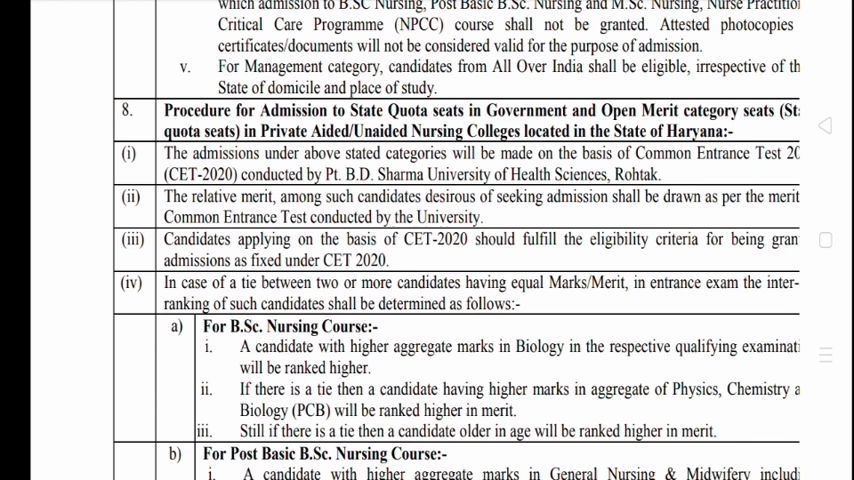 which admission to B.SC Nursing, Post Basic B.Sc. Nursing and M.Sc. Nursing, Nurse Practition
Critical Care Programme (NPCC) course shall not be granted. Attested photocopies
certificates/documents will not be considered valid for the purpose of admission.
v. For Management category, candidates from All Over India shall be eligible, irrespective of th
State of domicile and place of study.
8. Procedure for Admission to State Quota seats in Government and Open Merit category seats (St
quota seats) in Private Aided/Unaided Nursing Colleges located in the State of Haryana:-
(i) The admissions under above stated categories will be made on the basis of Common Entrance Test 20
(CET-2020) conducted by Pt. B.D. Sharma University of Health Sciences, Rohtak.
(ii) The relative merit, among such candidates desirous of seeking admission shall be drawn as per the merit
Common Entrance Test conducted by the University.
(iii) Candidates applying on the basis of CET-2020 should fulfill the eligibility criteria for being gran
admissions as fixed under CET 2020.
(iv) In case of a tie between two or more candidates having equal Marks/Merit, in entrance exam the inter-
ranking of such candidates shall be determined as follows:-
a) For B.Sc. Nursing Course:-
i. A candidate with higher aggregate marks in Biology in the respective qualifying examinati
will be ranked higher.
ii. If there is a tie then a candidate having higher marks in aggregate of Physics, Chemistry a
Biology (PCB) will be ranked higher in merit.
iii. Still if there is a tie then a candidate older in age will be ranked higher in merit.
b) For Post Basic B.Sc. Nursing Course:-
i. A candidate with higher aggregate marks in General Nursing & Midwifery includi